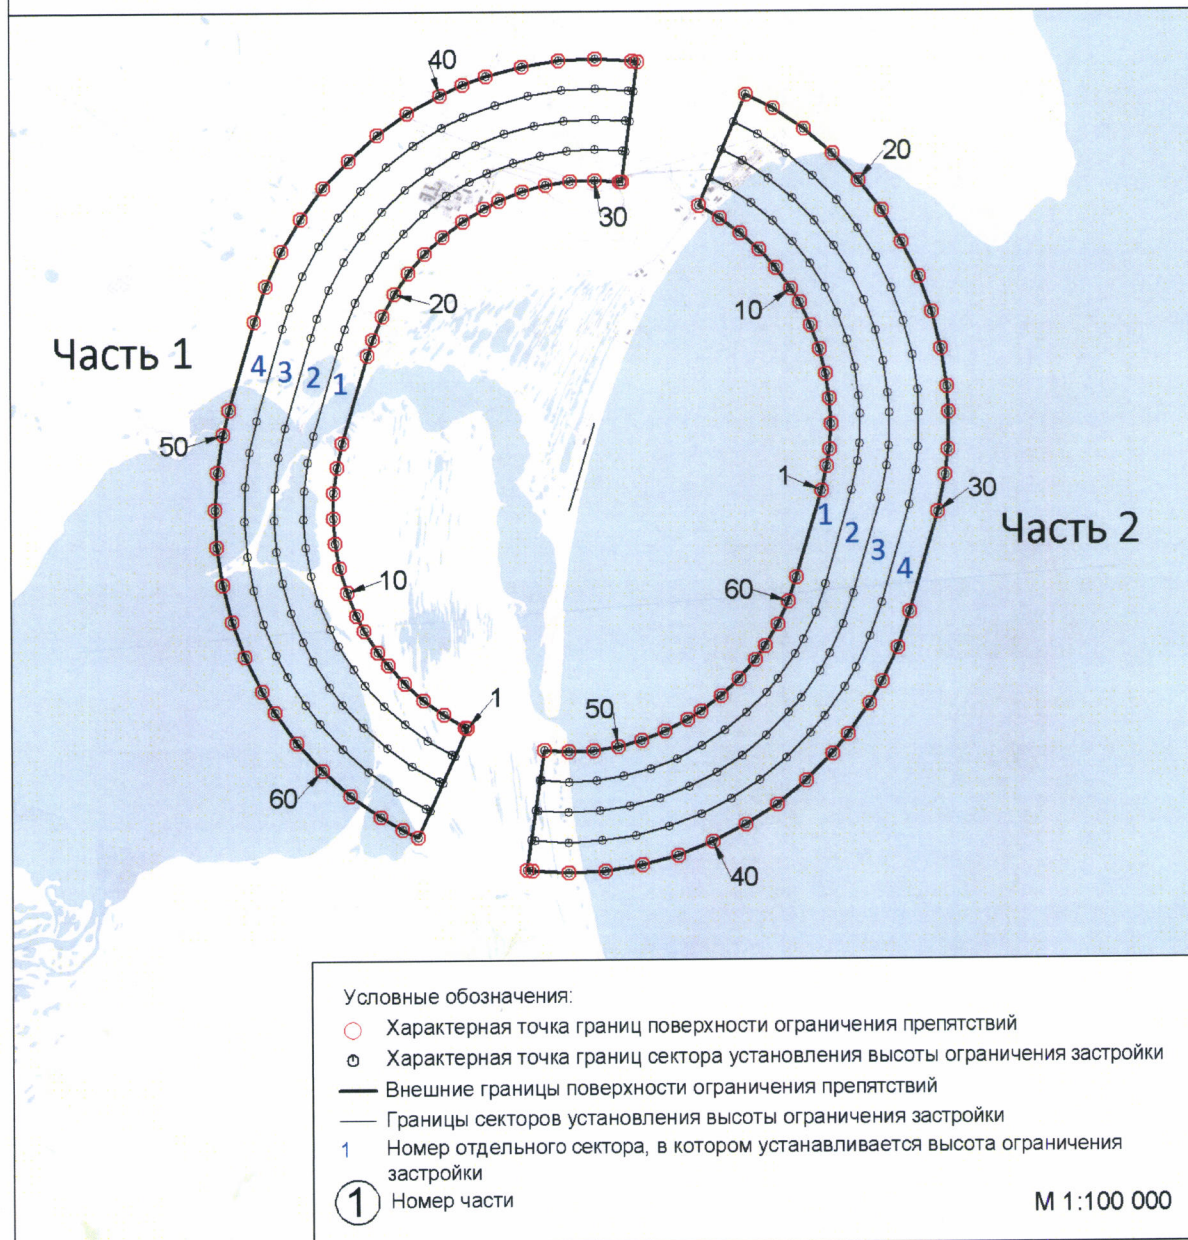 40
20
30
10
20
Часть 1
4 3 2 1
50
1
30
1 2 3 4
Часть 2
10
60
1
50
60
40
Условные обозначения:
Характерная точка границ поверхности ограничения препятствий
Характерная точка границ сектора установления высоты ограничения застройки
Внешние границы поверхности ограничения препятствий
Границы секторов установления высоты ограничения застройки
1 Номер отдельного сектора, в котором устанавливается высота ограничения
застройки
1 Номер части
М 1:100 000